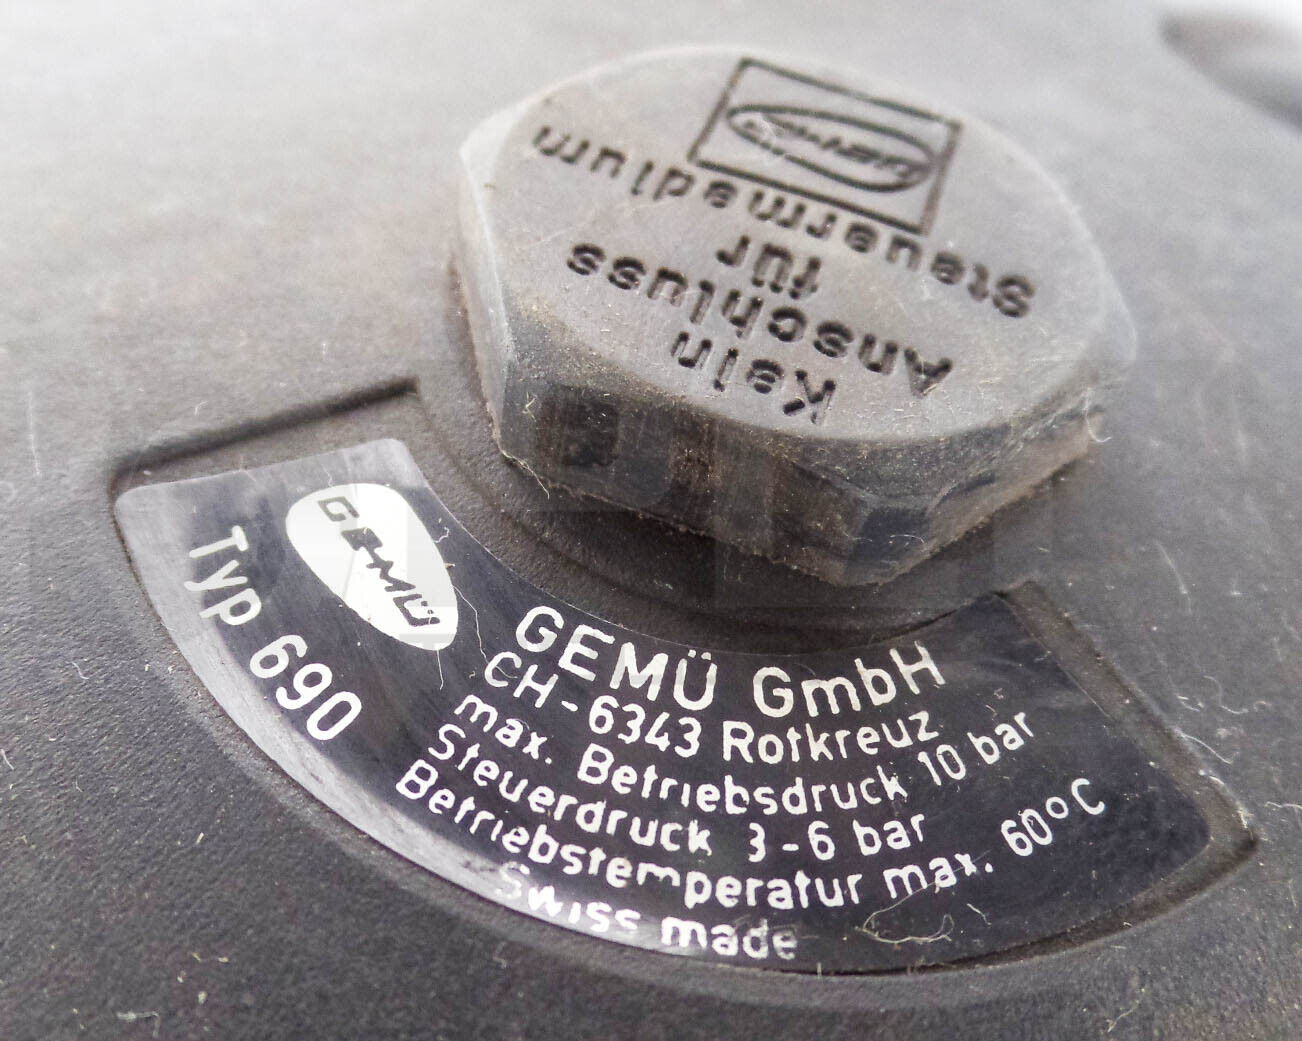 GEMÜ
Kein
Anschluss
für
Steuermedium
GEMÜ
Typ 690
GEMÜ GmbH
CH-6343 Rotkreuz
max. Betriebsdruck 10 bar
Steuerdruck 3-6 bar
Betriebstemperatur max. 60°C
Swiss made